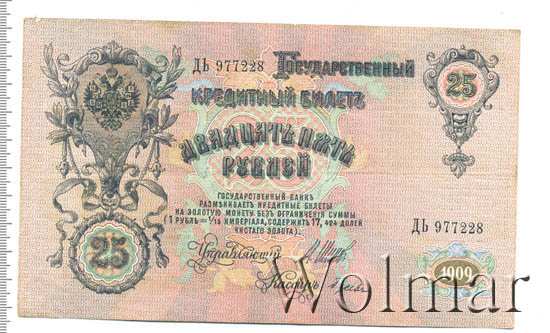 ДЬ 977228
Государственный
Кредитный Билетъ
Двадцать пять
Рублей
25
25
Государственный Банкъ
размѣниваетъ кредитные билеты
на золотую монету безъ ограниченія суммы
(1 рубль = 1/15 имперіала, содержитъ 17,424 долей
чистаго золота).
ДЬ 977228
Управляющій
Кассиръ
1909
Wolmar